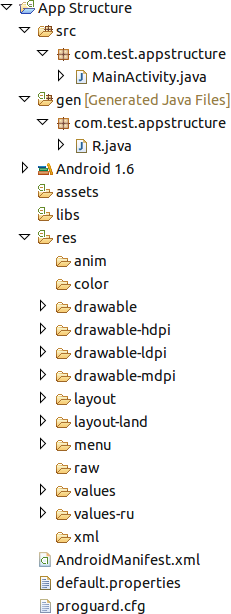 App Structure
src
com.test.appstructure
MainActivity.java
gen [Generated Java Files]
com.test.appstructure
R.java
Android 1.6
assets
libs
res
anim
color
drawable
drawable-hdpi
drawable-ldpi
drawable-mdpi
layout
layout-land
menu
raw
values
values-ru
xml
AndroidManifest.xml
default.properties
proguard.cfg